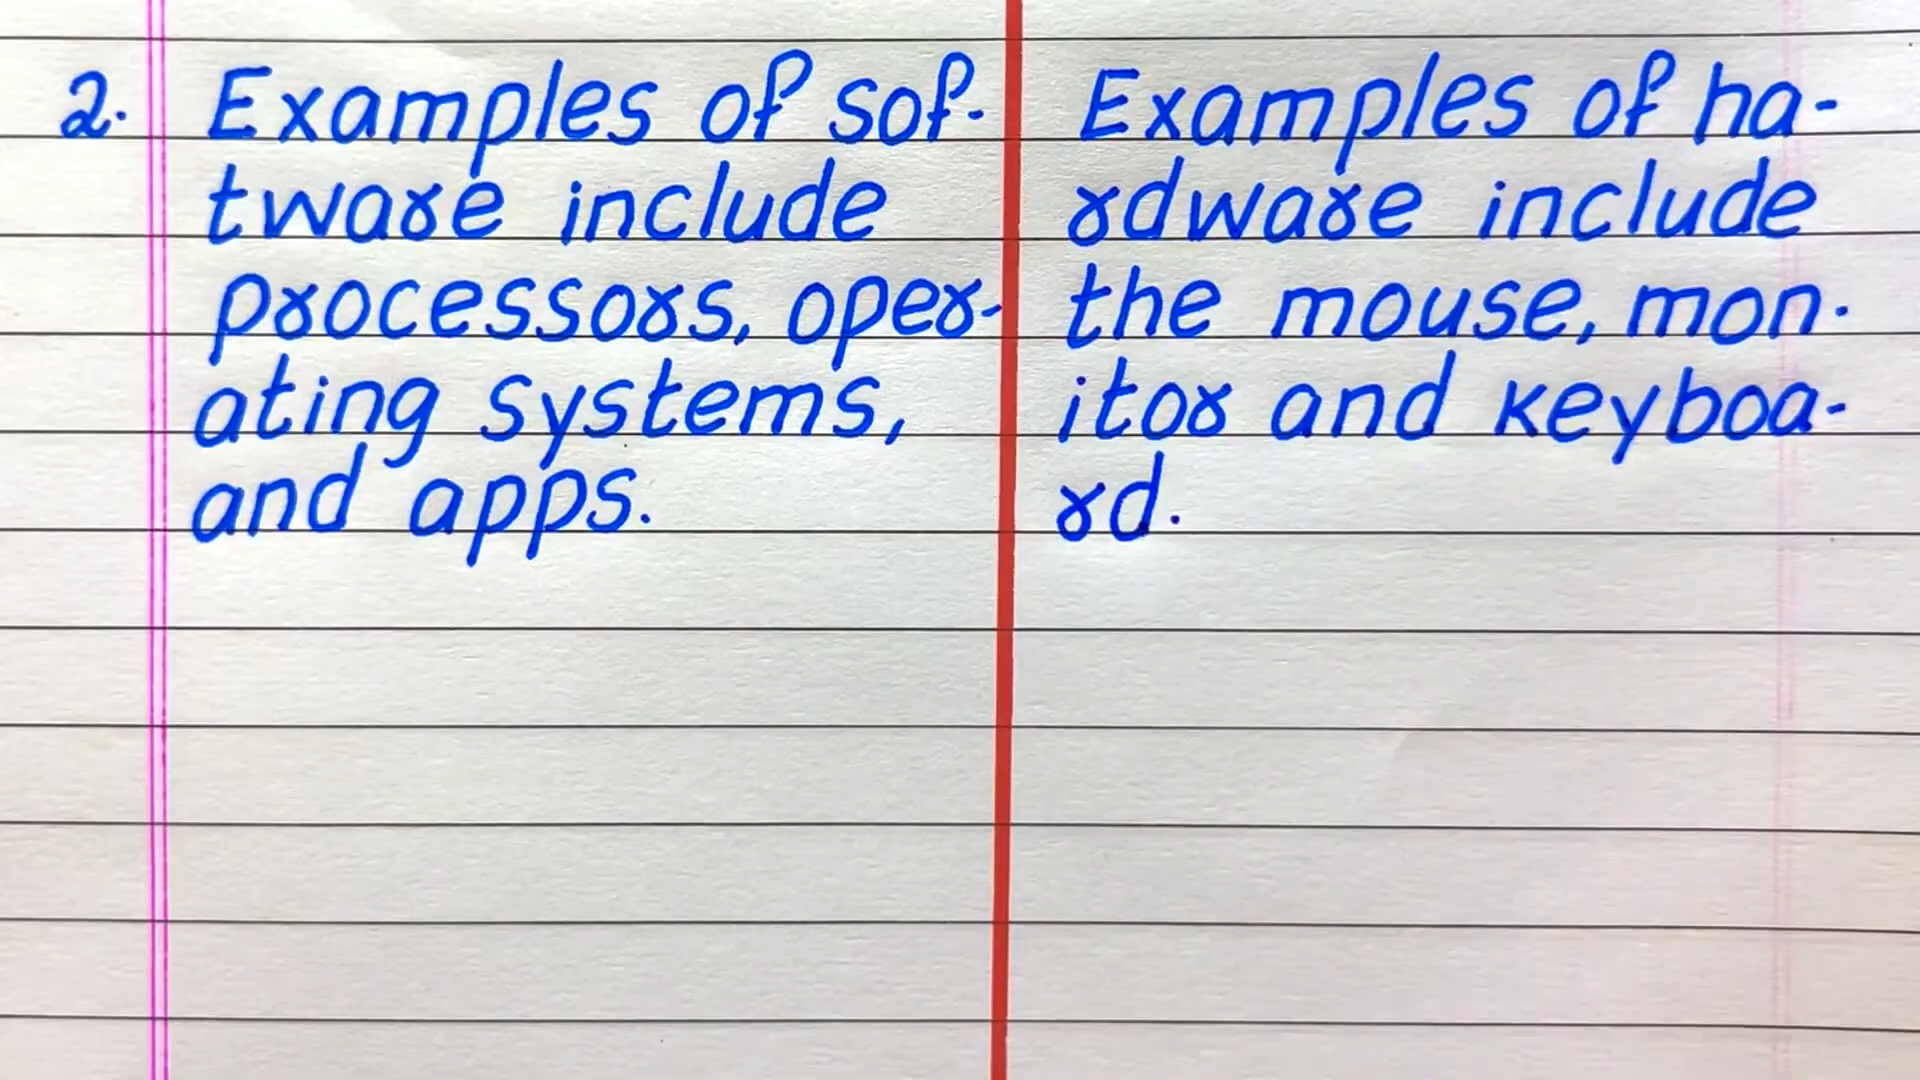 2. Examples of sof-
tware include
processors, oper-
ating systems,
and apps.
Examples of ha-
rdware include
the mouse, mon-
itor and keyboa-
rd.